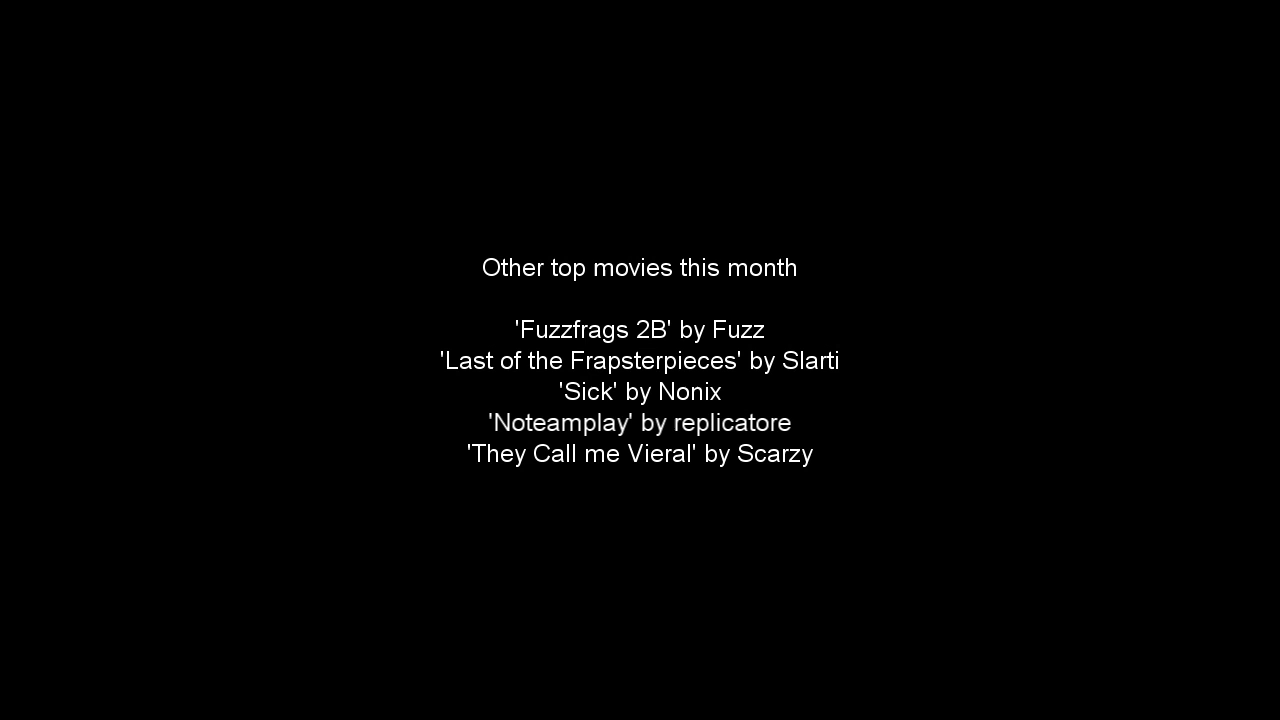 Other top movies this month
'Fuzzfrags 2B' by Fuzz
'Last of the Frapsterpieces' by Slarti
'Sick' by Nonix
'Noteamplay' by replicatore
'They Call me Vieral' by Scarzy